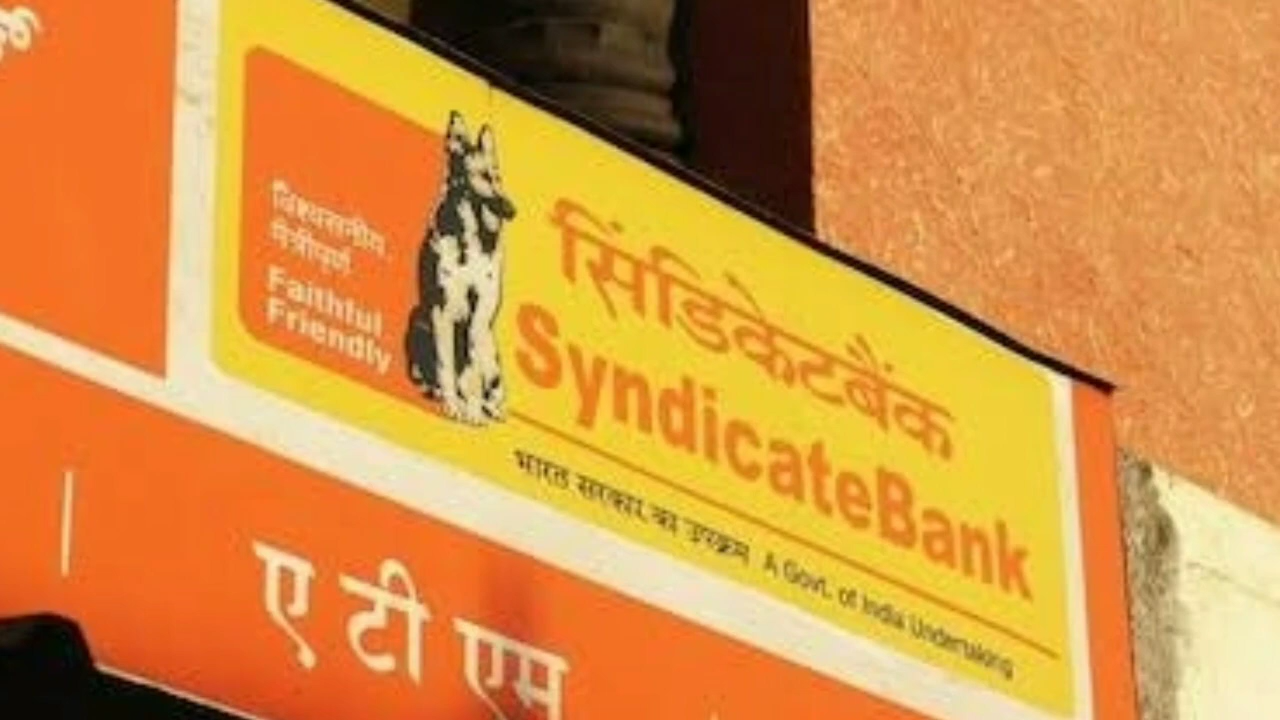 विश्वसनीय
मैत्रीपूर्ण
Faithful
Friendly
सिंडिकेटबैंक
SyndicateBank
भारत सरकार का उपक्रम A Govt. of India Undertaking
ए टी एम